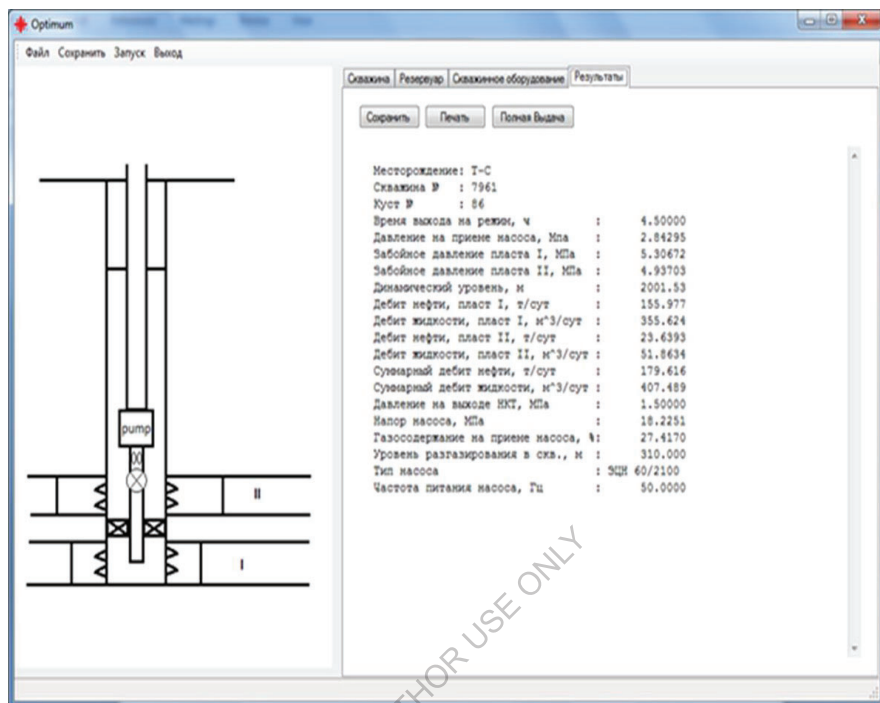 Optimum
Файл Сохранить Запуск Выход
Скважина Резервуар Скважинное оборудование Результаты
Сохранить Печать Полная Выдача
Месторождение: Т-С
Скважина № : 7961
Куст № : 86
Время выхода на режим, ч : 4.50000
Давление на приеме насоса, Мпа : 2.84295
Забойное давление пласта I, МПа : 5.30672
Забойное давление пласта II, МПа : 4.93703
Динамический уровень, м : 2001.53
Дебит нефти, пласт I, т/сут : 155.977
Дебит жидкости, пласт I, м^3/сут : 355.624
Дебит нефти, пласт II, т/сут : 23.6393
Дебит жидкости, пласт II, м^3/сут : 51.8634
Суммарный дебит нефти, т/сут : 179.616
Суммарный дебит жидкости, м^3/сут : 407.489
Давление на выходе НКТ, МПа : 1.50000
Напор насоса, МПа : 18.2251
Газосодержание на приеме насоса, %: 27.4170
Уровень разгазирования в скв., м : 310.000
Тип насоса : ЭЦН 60/2100
Частота питания насоса, Гц : 50.0000
pump
II
I
THOR USE ONLY